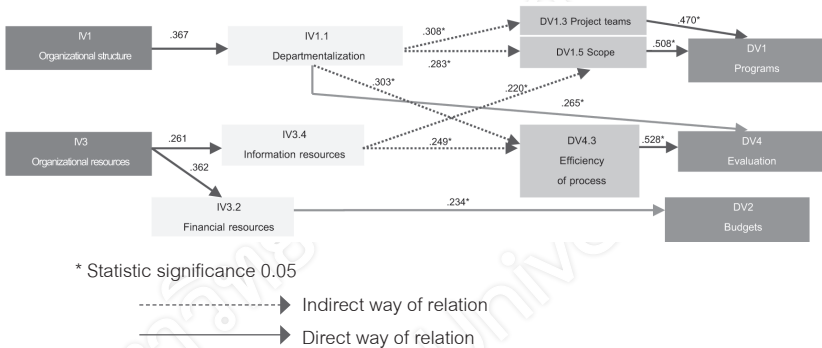 IV1
Organizational structure
.367
IV1.1
Departmentalization
.308*
.283*
DV1.3 Project teams
DV1.5 Scope
.470*
.508*
DV1
Programs
.303*
.220*
.265*
IV3
Organizational resources
.261
.362
IV3.4
Information resources
.249*
DV4.3
Efficiency
of process
.528*
DV4
Evaluation
IV3.2
Financial resources
.234*
DV2
Budgets
* Statistic significance 0.05
Indirect way of relation
Direct way of relation